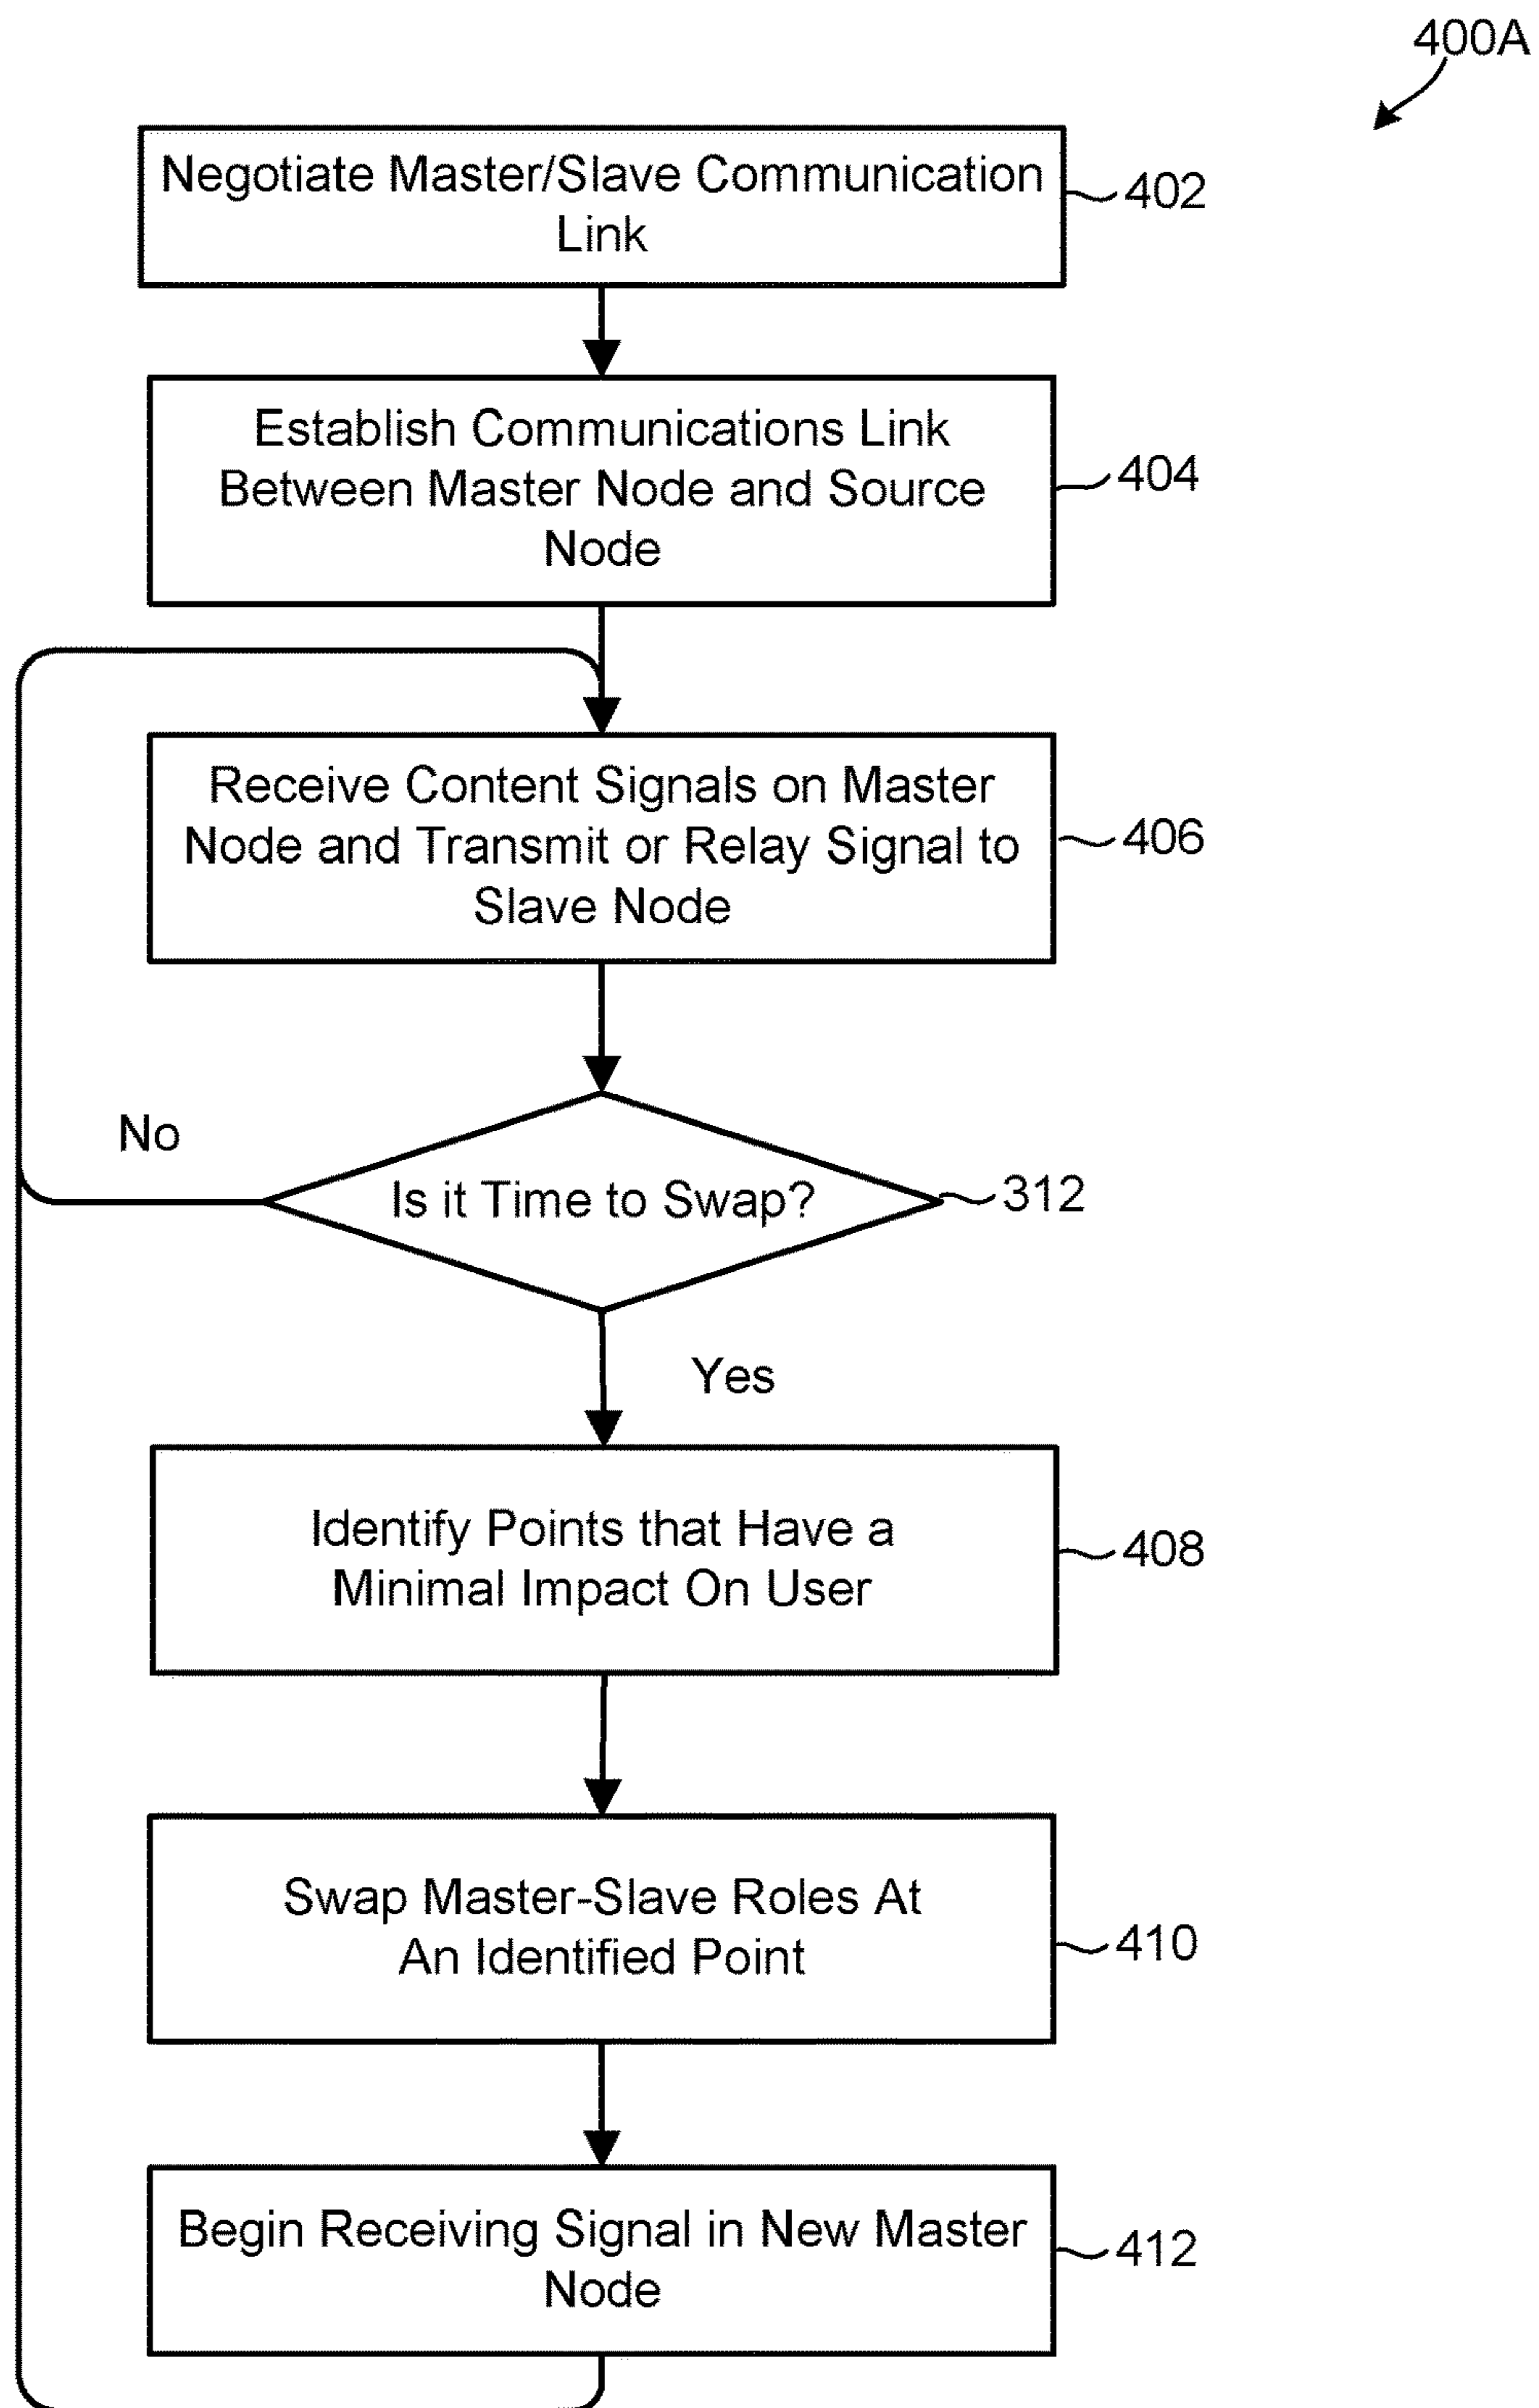 400A
Negotiate Master/Slave Communication
Link
402
Establish Communications Link
Between Master Node and Source
Node
404
Receive Content Signals on Master
Node and Transmit or Relay Signal to
Slave Node
406
No
Is it Time to Swap?
312
Yes
Identify Points that Have a
Minimal Impact On User
408
Swap Master-Slave Roles At
An Identified Point
410
Begin Receiving Signal in New Master
Node
412